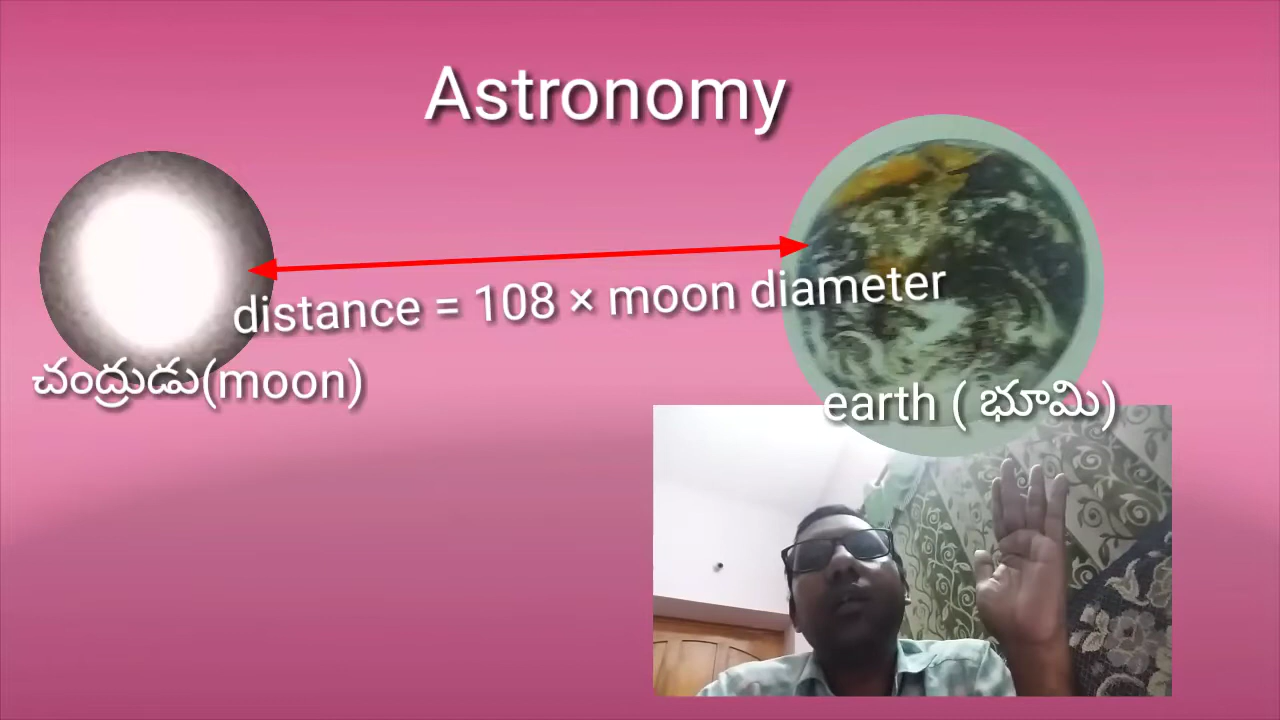 Astronomy
distance = 108 × moon diameter
చంద్రుడు(moon)
earth ( భూమి)